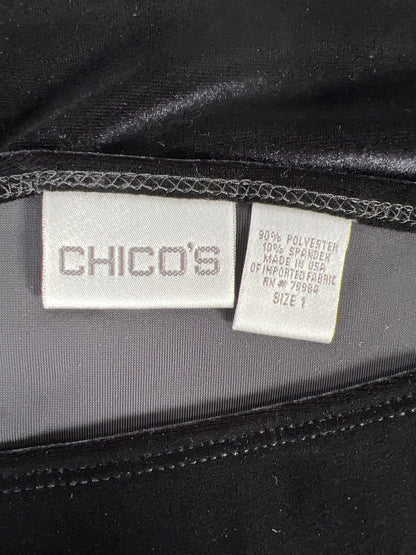 CHICO'S
90% POLYESTER
10% SPANDEX
MADE IN USA
OF IMPORTED FABRIC
RN # 79984
SIZE 1